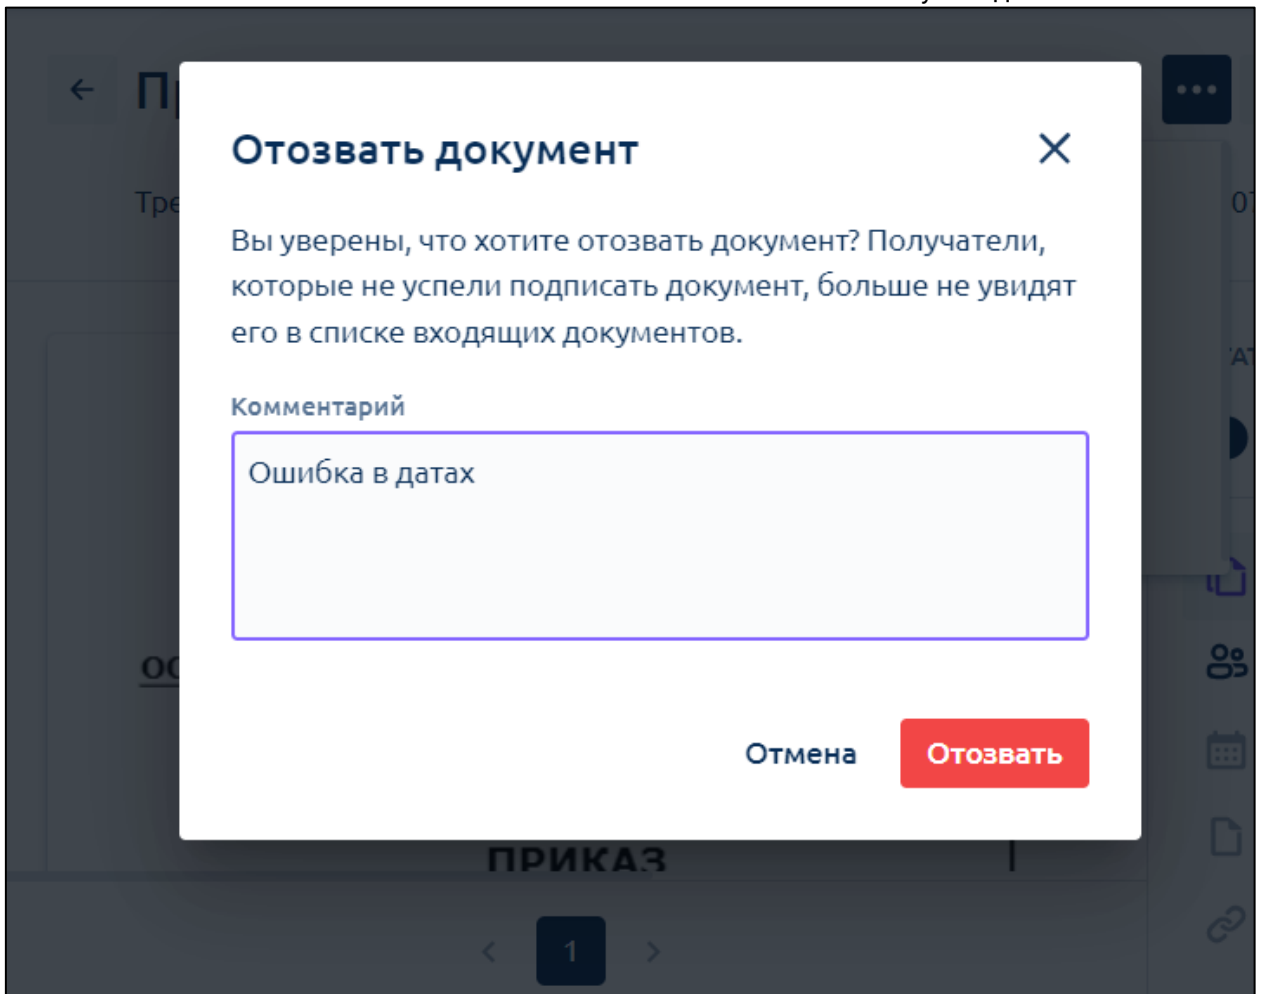 Отозвать документ
Вы уверены, что хотите отозвать документ? Получатели,
которые не успели подписать документ, больше не увидят
его в списке входящих документов.
Комментарий
Ошибка в датах
Отмена
Отозвать
ПРИКАЗ
1